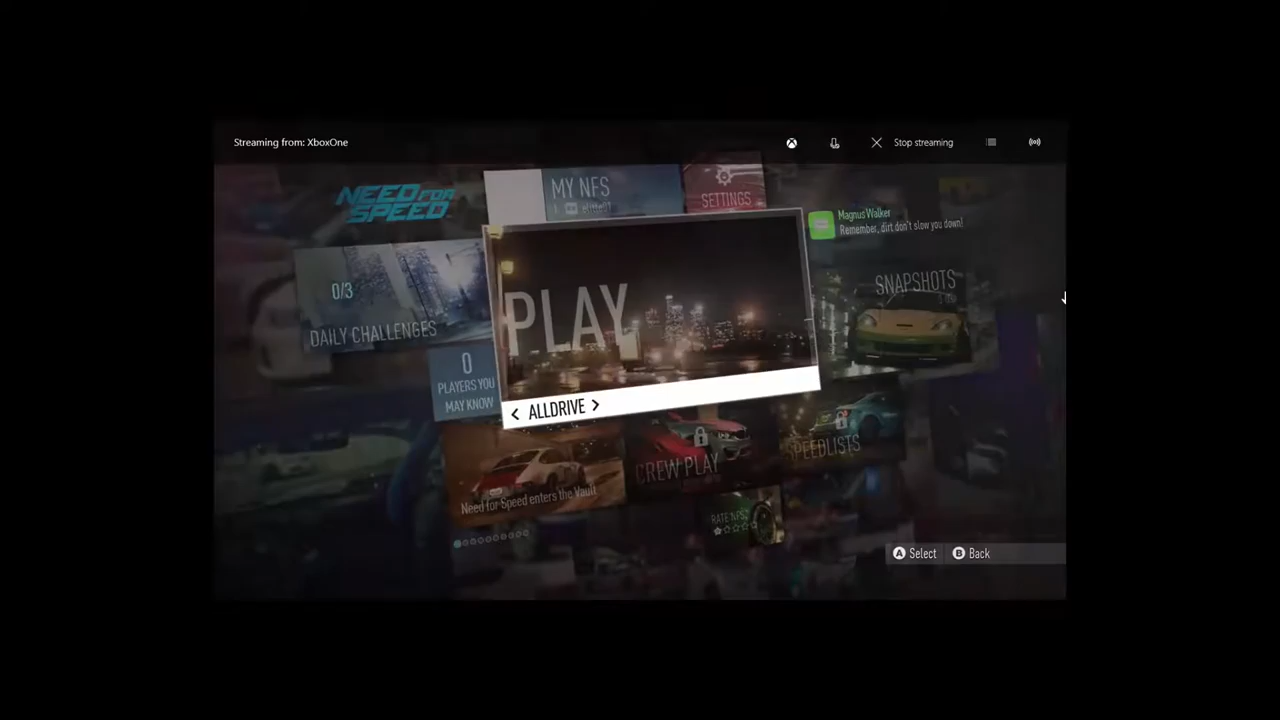 Streaming from: XboxOne
Stop streaming
NEED FOR
SPEED
MY NFS
SETTINGS
Magnus Walker
Remember, dirt don't slow you down!
0/3
DAILY CHALLENGES
PLAY
SNAPSHOTS
0
PLAYERS YOU
MAY KNOW
< ALLDRIVE >
CREW PLAY
SPEEDLISTS
Need for Speed enters the Vault
RATE NFS
A Select
B Back